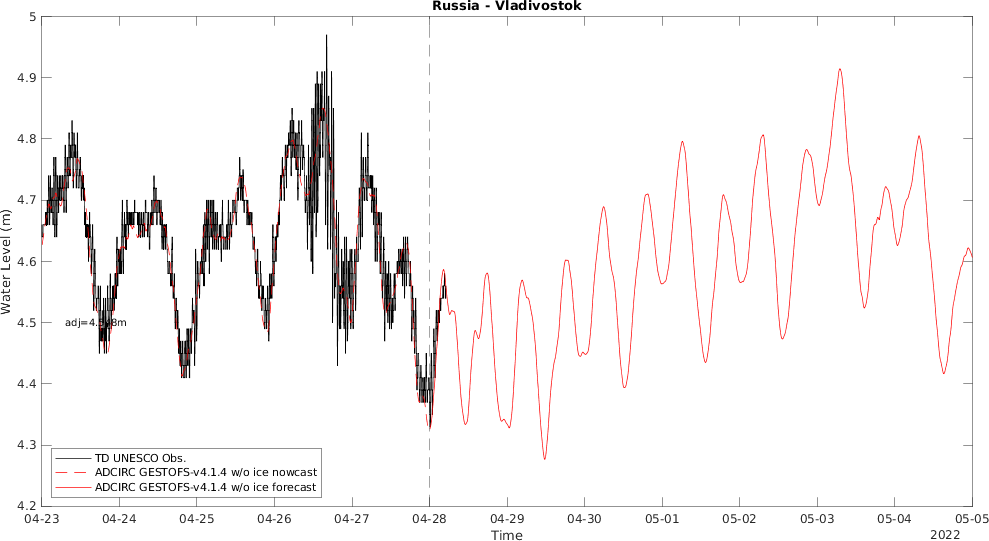 Russia - Vladivostok
5
4.9
4.8
4.7
4.6
4.5
4.4
4.3
4.2
Water Level (m)
TD UNESCO Obs.
ADCIRC GESTOFS-v4.1.4 w/o ice nowcast
ADCIRC GESTOFS-v4.1.4 w/o ice forecast
04-23 04-24 04-25 04-26 04-27 04-28 04-29 04-30 05-01 05-02 05-03 05-04 05-05
Time
2022